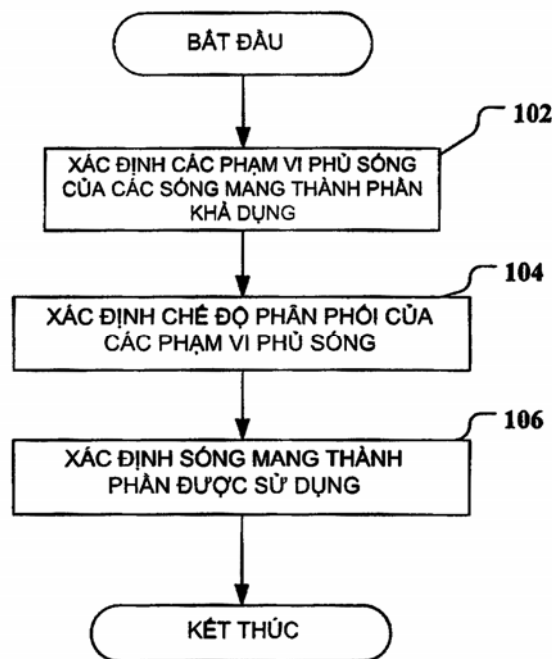 BẮT ĐẦU
102
XÁC ĐỊNH CÁC PHẠM VI PHỦ SÓNG
CỦA CÁC SÓNG MANG THÀNH PHẦN
KHẢ DỤNG
104
XÁC ĐỊNH CHẾ ĐỘ PHÂN PHỐI CỦA
CÁC PHẠM VI PHỦ SÓNG
106
XÁC ĐỊNH SÓNG MANG THÀNH
PHẦN ĐƯỢC SỬ DỤNG
KẾT THÚC